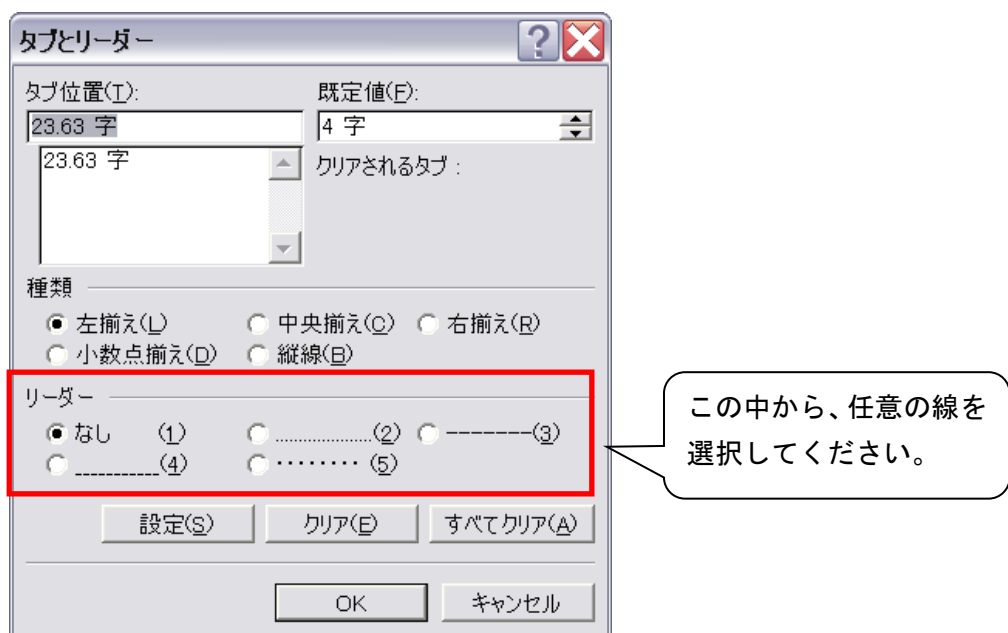 タブとリーダー
タブ位置(T): 既定値(F):
23.63 字 4 字
23.63 字 クリアされるタブ :
種類
左揃え(L) 中央揃え(C) 右揃え(R)
小数点揃え(D) 縦線(B)
リーダー
なし (1) ....................(2) -------(3)
__________(4) ········ (5)
この中から、任意の線を
選択してください。
設定(S) クリア(E) すべてクリア(A)
OK キャンセル